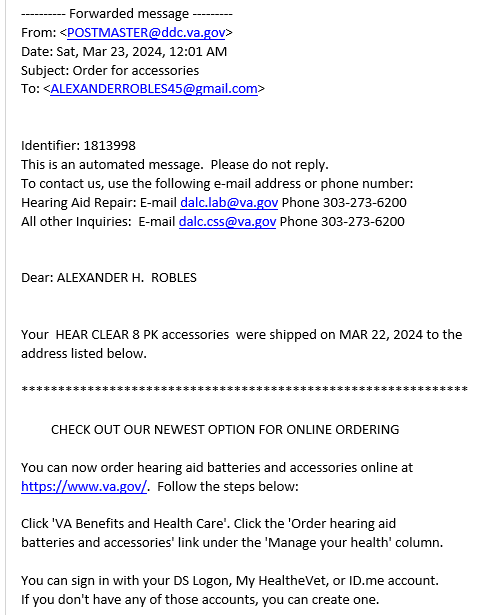 ---------- Forwarded message ---------
From: <POSTMASTER@ddc.va.gov>
Date: Sat, Mar 23, 2024, 12:01 AM
Subject: Order for accessories
To: <ALEXANDERROBLES45@gmail.com>
Identifier: 1813998
This is an automated message.  Please do not reply.
To contact us, use the following e-mail address or phone number:
Hearing Aid Repair: E-mail dalc.lab@va.gov Phone 303-273-6200
All other Inquiries:  E-mail dalc.css@va.gov Phone 303-273-6200
Dear: ALEXANDER H.  ROBLES
Your  HEAR CLEAR 8 PK accessories  were shipped on MAR 22, 2024 to the
address listed below.
*************************************************************
CHECK OUT OUR NEWEST OPTION FOR ONLINE ORDERING
You can now order hearing aid batteries and accessories online at
https://www.va.gov/.  Follow the steps below:
Click 'VA Benefits and Health Care'. Click the 'Order hearing aid
batteries and accessories' link under the 'Manage your health' column.
You can sign in with your DS Logon, My HealtheVet, or ID.me account.
If you don't have any of those accounts, you can create one.